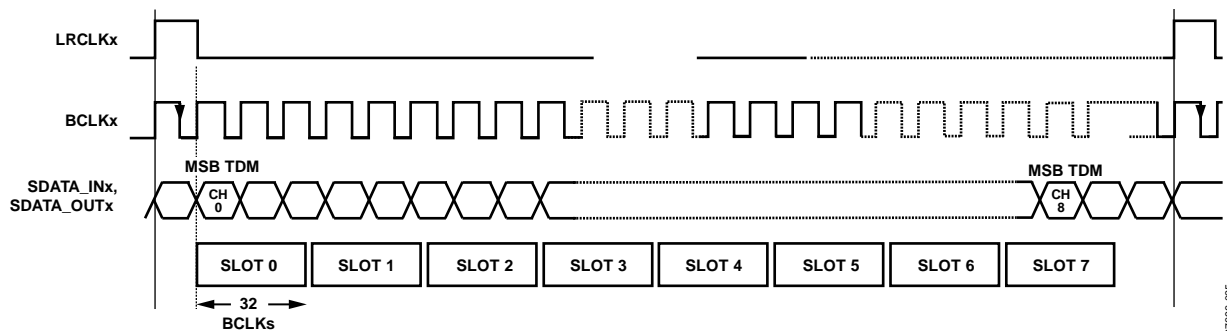 LRCLKx
BCLKx
MSB TDM
MSB TDM
SDATA_INx,
SDATA_OUTx
CH
0
CH
8
SLOT 0
SLOT 1
SLOT 2
SLOT 3
SLOT 4
SLOT 5
SLOT 6
SLOT 7
32
BCLKs